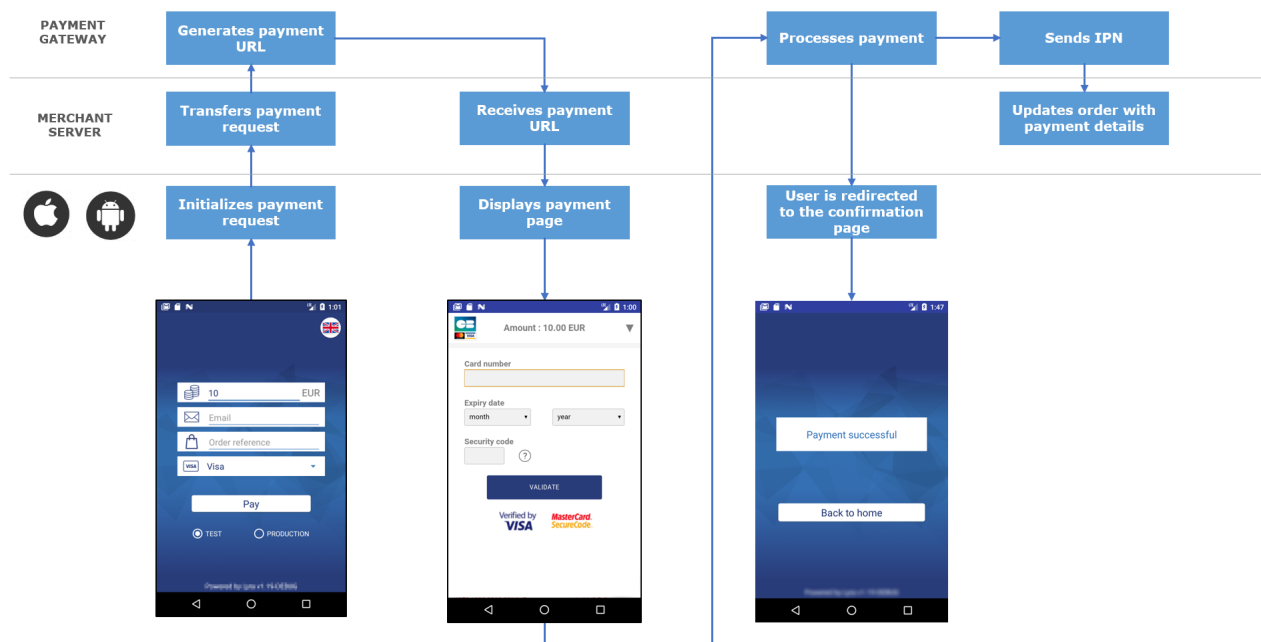 PAYMENT
GATEWAY
Generates payment
URL
Processes payment
Sends IPN
MERCHANT
SERVER
Transfers payment
request
Receives payment
URL
Updates order with
payment details
Initializes payment
request
Displays payment
page
User is redirected
to the confirmation
page
1:01
10
EUR
Email
Order reference
VISA
Visa
Pay
TEST
PRODUCTION
1:00
CB
Amount : 10.00 EUR
VISA
Card number
Expiry date
month
year
Security code
?
VALIDATE
Verified by
VISA
MasterCard.
SecureCode.
1:47
Payment successful
Back to home